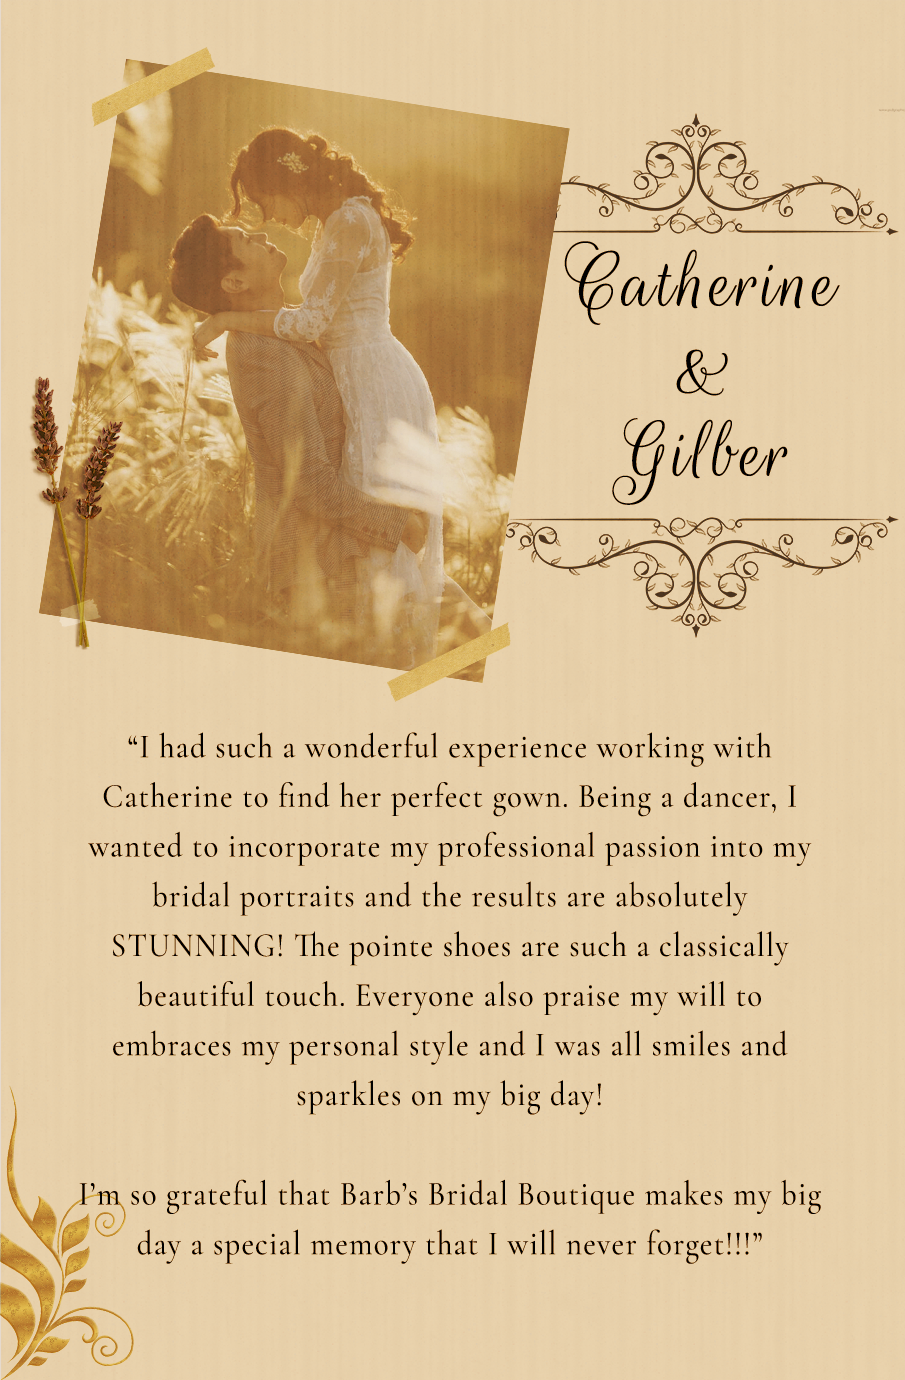 Catherine
&
Gilber
“I had such a wonderful experience working with
Catherine to find her perfect gown. Being a dancer, I
wanted to incorporate my professional passion into my
bridal portraits and the results are absolutely
STUNNING! The pointe shoes are such a classically
beautiful touch. Everyone also praise my will to
embraces my personal style and I was all smiles and
sparkles on my big day!
I’m so grateful that Barb’s Bridal Boutique makes my big
day a special memory that I will never forget!!!”